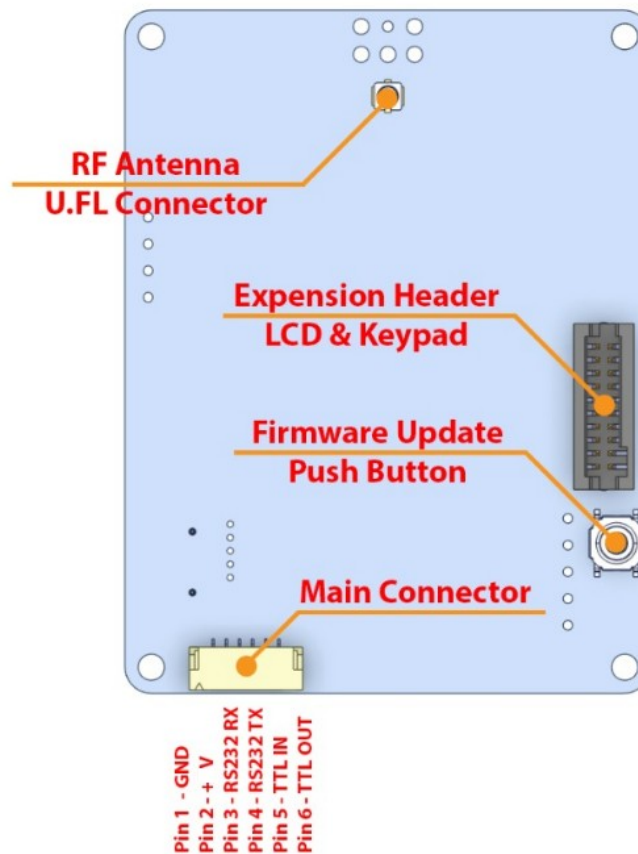 RF Antenna
U.FL Connector
Expension Header
LCD & Keypad
Firmware Update
Push Button
Main Connector
Pin 1 - GND
Pin 2 - + V
Pin 3 - RS232 RX
Pin 4 - RS232 TX
Pin 5 - TTL IN
Pin 6 - TTL OUT